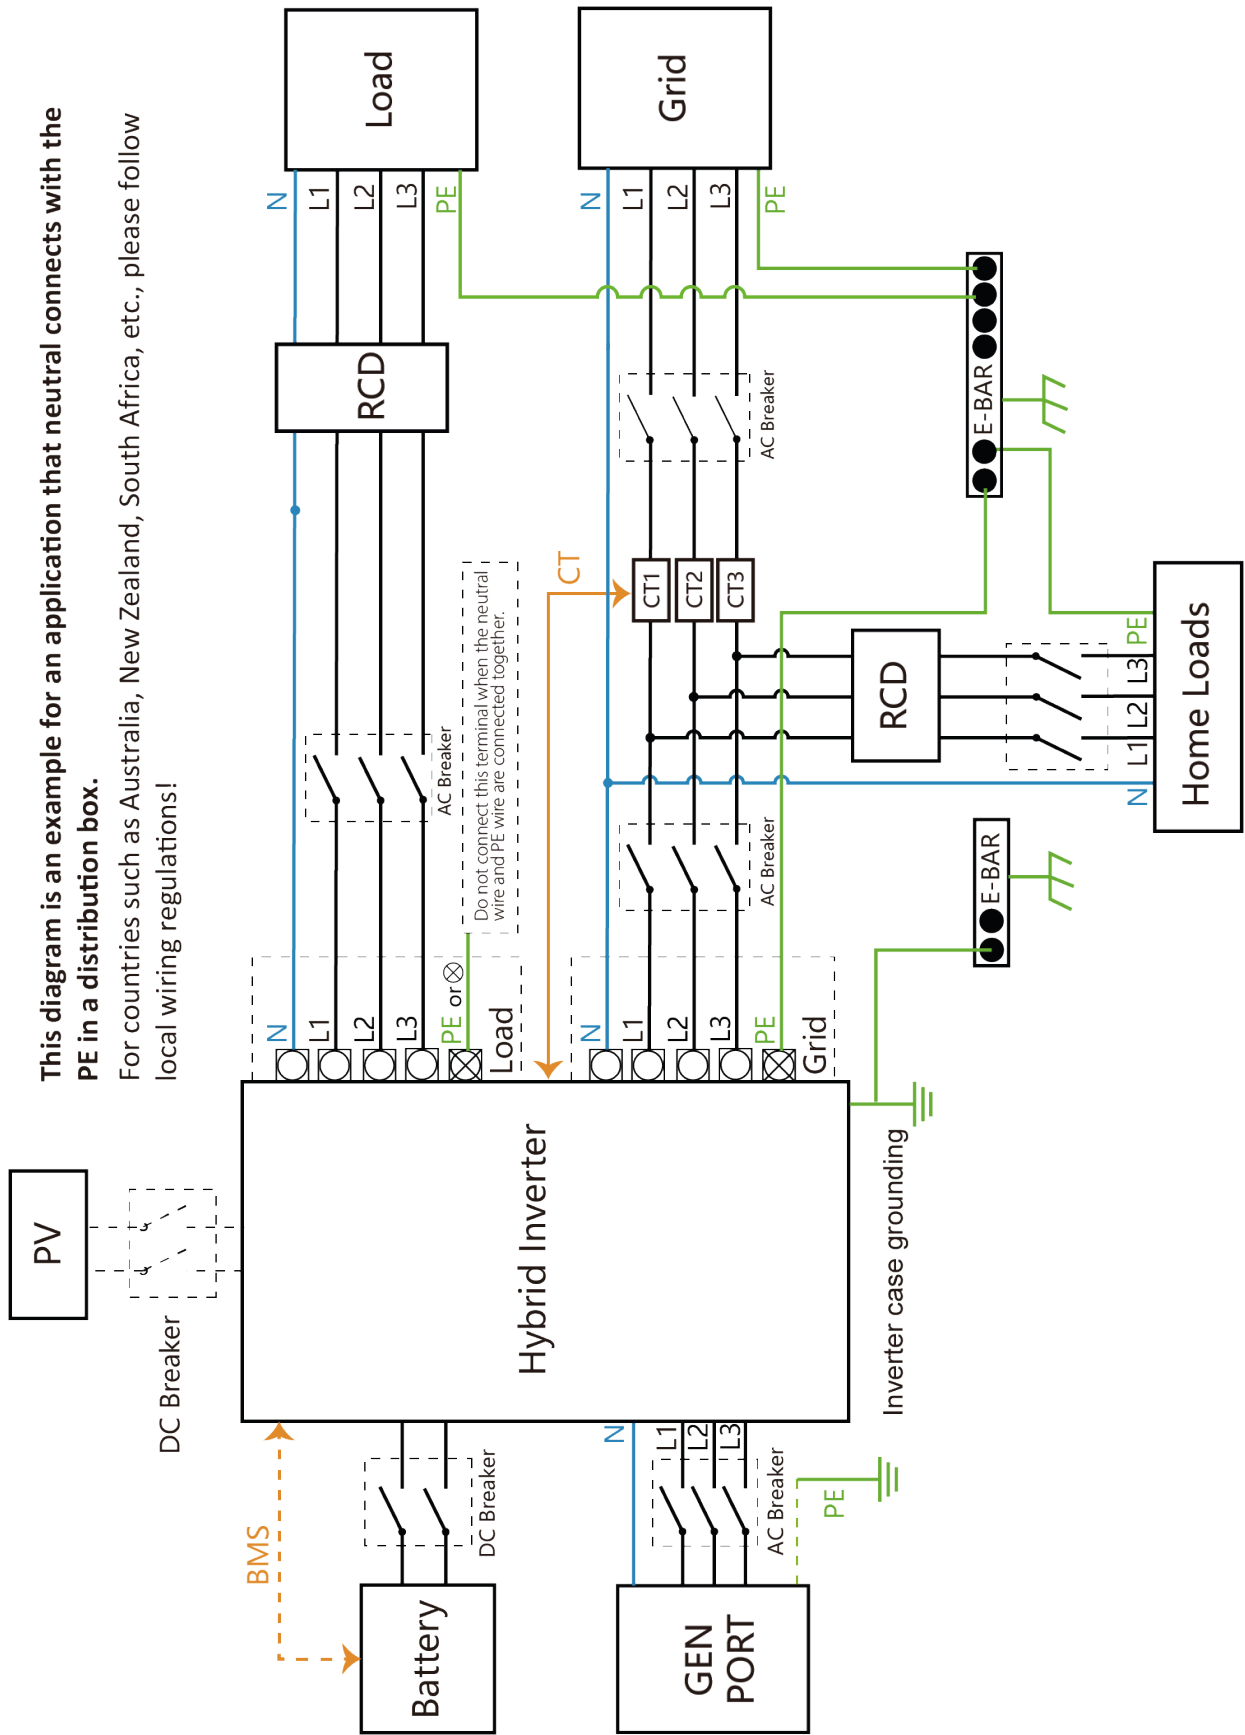 This diagram is an example for an application that neutral connects with the
PE in a distribution box.
For countries such as Australia, New Zealand, South Africa, etc., please follow
local wiring regulations!
PV
DC Breaker
BMS
Battery
DC Breaker
GEN
PORT
N
L1
L2
L3
AC Breaker
PE
Hybrid Inverter
Inverter case grounding
N
L1
L2
L3
PE or
Load
AC Breaker
Do not connect this terminal when the neutral
wire and PE wire are connected together.
RCD
N
L1
L2
L3
PE
Load
CT
N
L1
L2
L3
PE
Grid
AC Breaker
CT1
CT2
CT3
AC Breaker
N
L1
L2
L3
PE
Grid
RCD
E-BAR
E-BAR
N
L1
L2
L3
PE
Home Loads